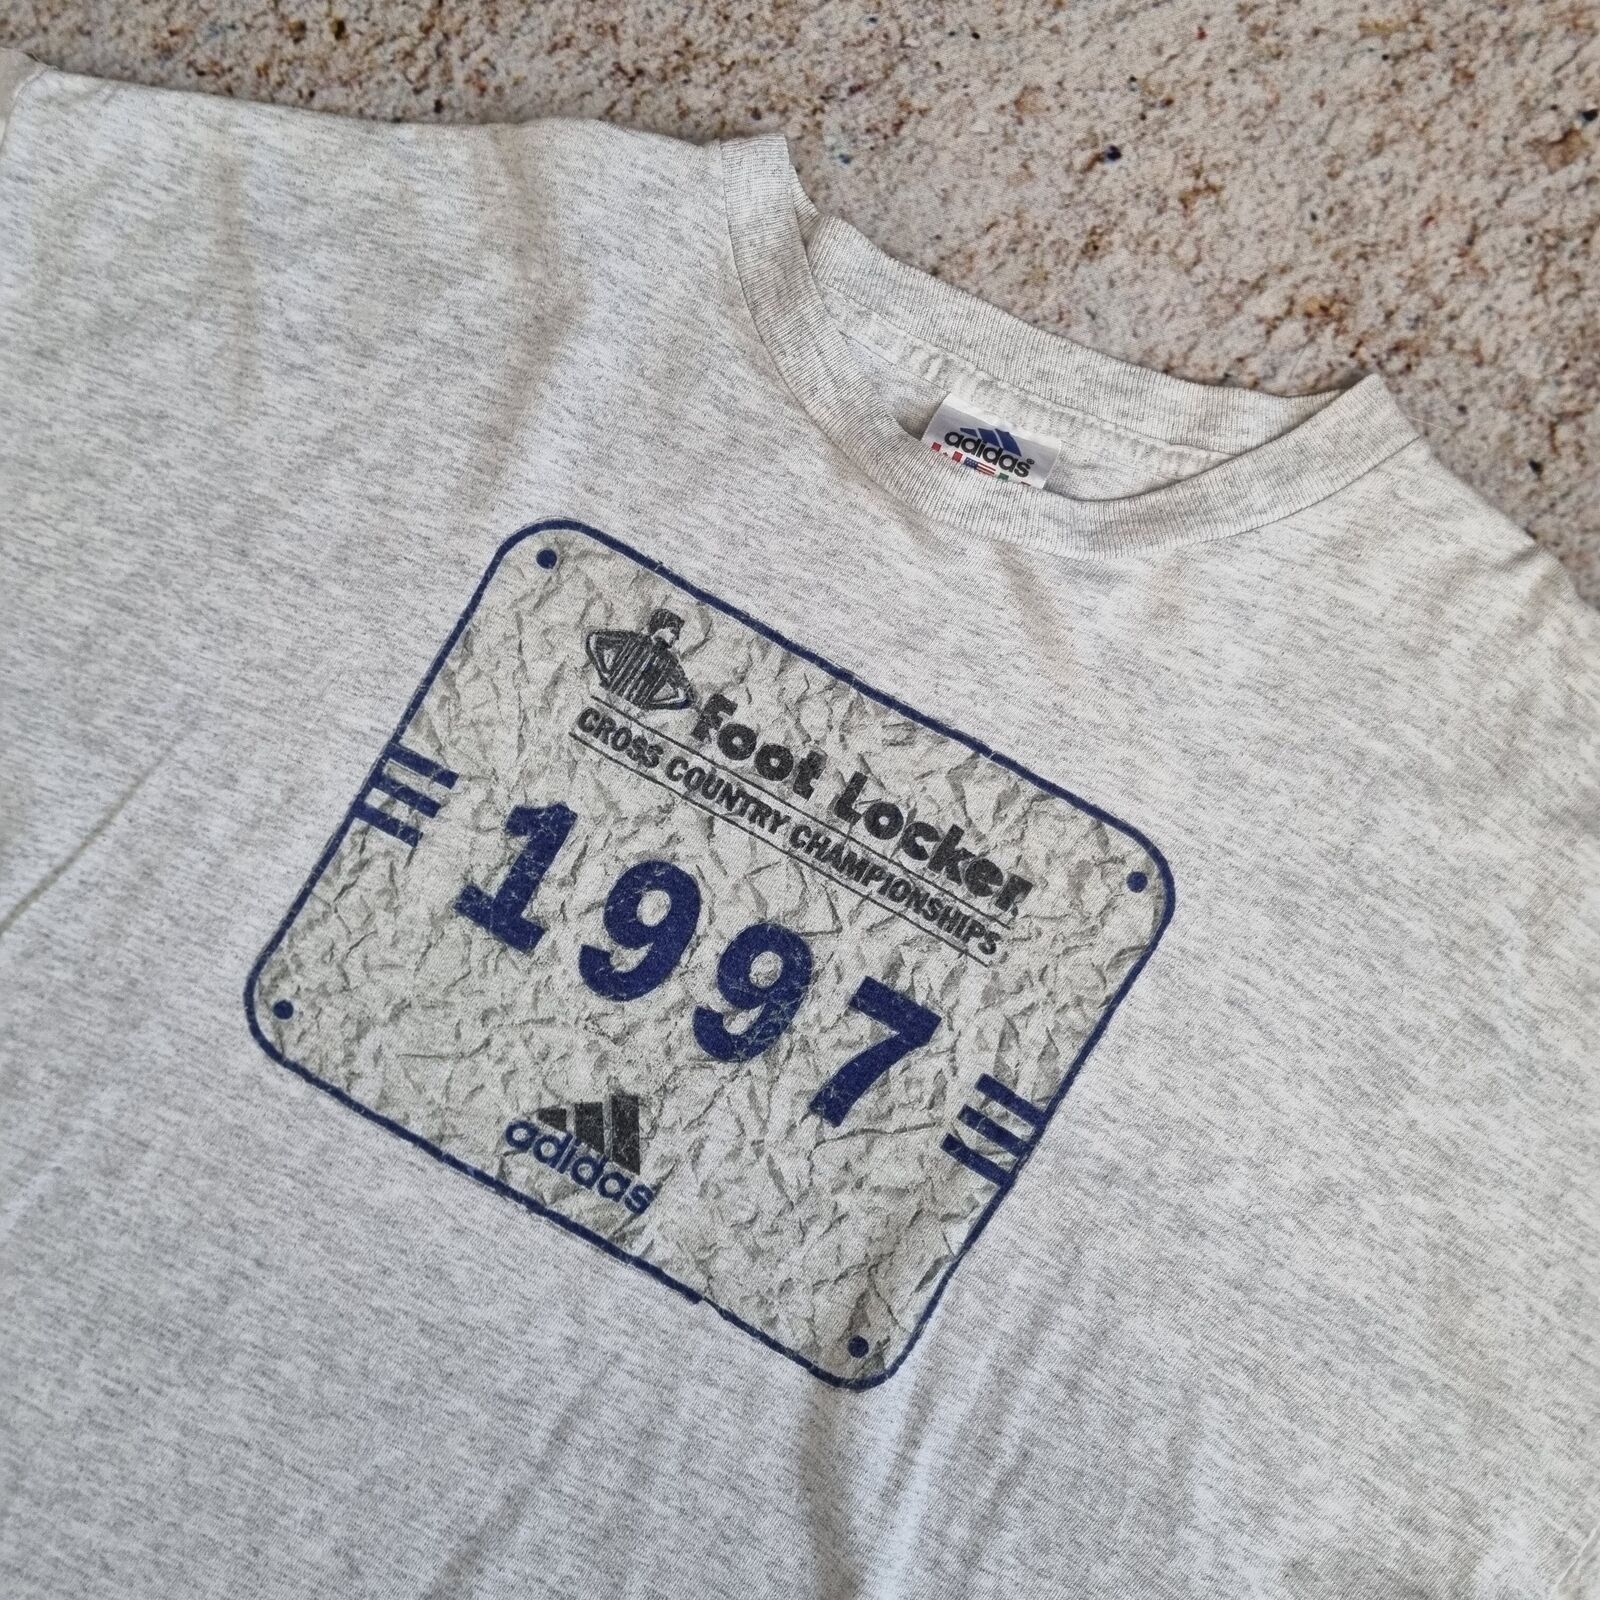 adidas®
Foot Locker
CROSS COUNTRY CHAMPIONSHIPS
1997
adidas